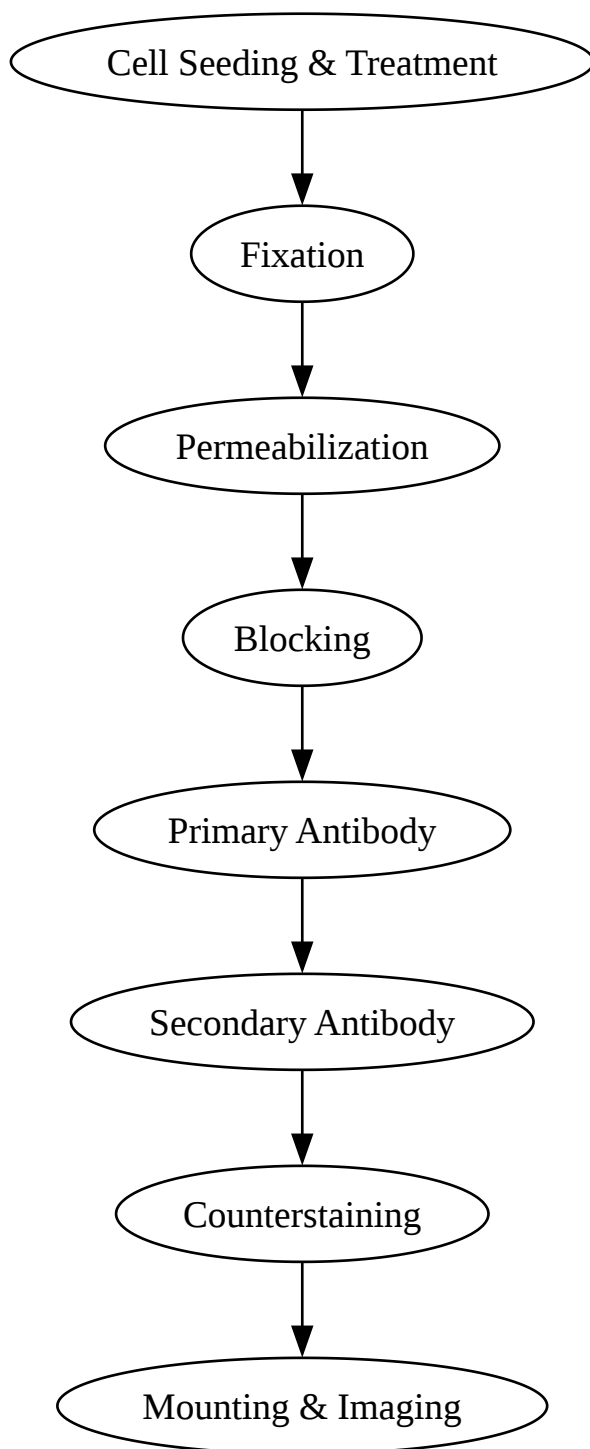 Cell Seeding & Treatment
Fixation
Permeabilization
Blocking
Primary Antibody
Secondary Antibody
Counterstaining
Mounting & Imaging